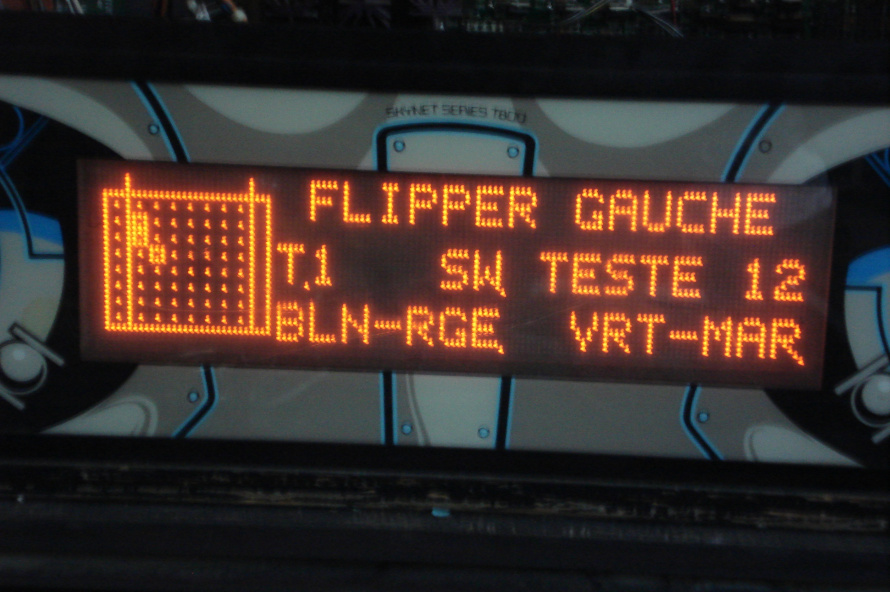 SKYNET SERIES T800
FLIPPER GAUCHE
T.1 SW. TESTE 12
BLN-RGE. VRT-MAR.